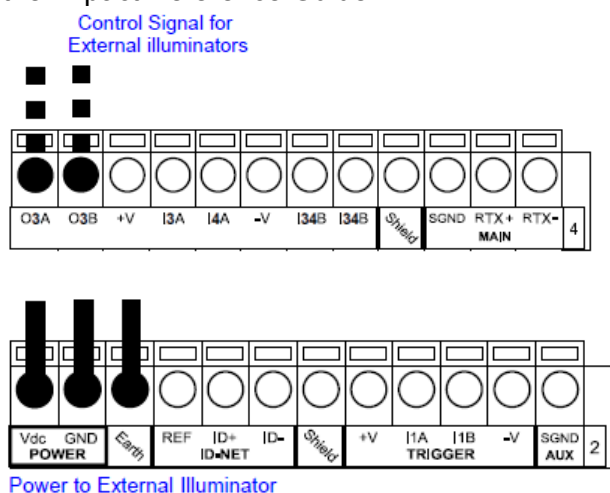 Control Signal for
External illuminators
O3A O3B +V I3A I4A -V I34B I34B Shield SGND RTX+ RTX-
MAIN
4
Vdc GND Earth REF ID+ ID- Shield +V I1A I1B -V SGND
POWER ID-NET TRIGGER AUX
2
Power to External Illuminator